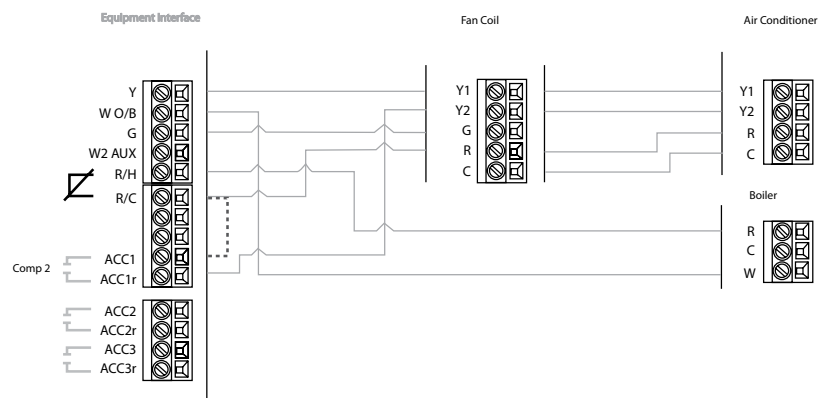 Equipment Interface
Fan Coil
Air Conditioner
Y
W O/B
G
W2 AUX
R/H
R/C
ACC1
ACC1r
Comp 2
ACC2
ACC2r
ACC3
ACC3r
Y1
Y2
G
R
C
Y1
Y2
R
C
Boiler
R
C
W